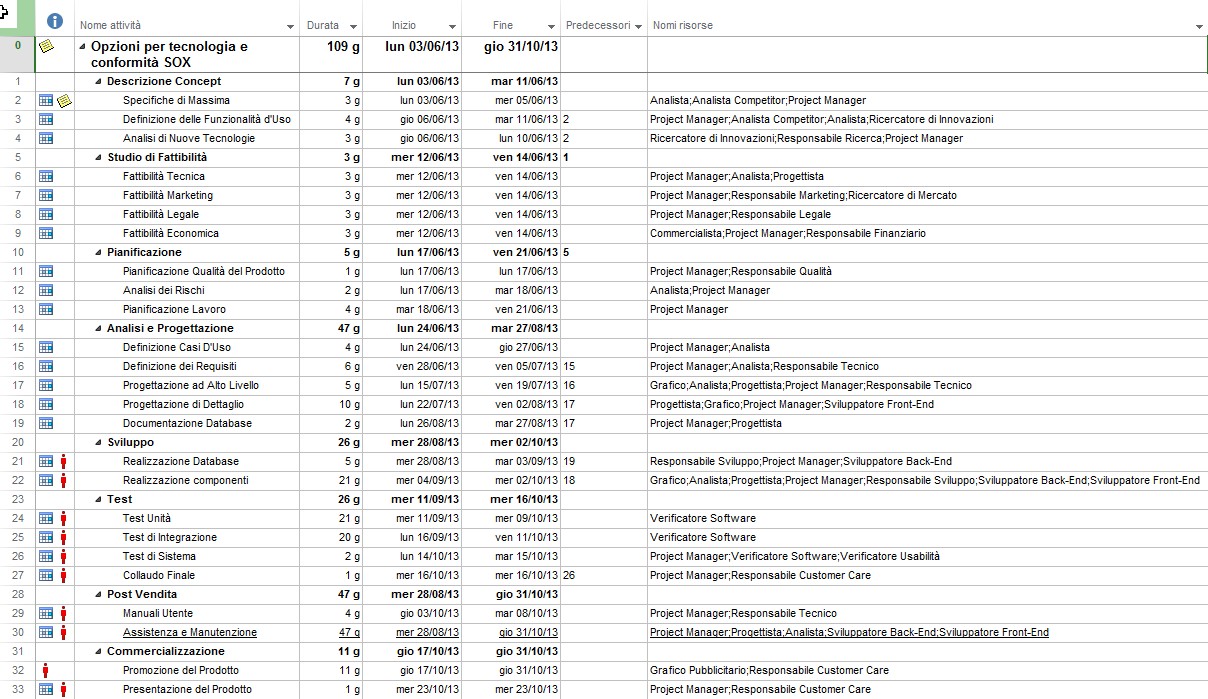 Nome attività Durata Inizio Fine Predecessori Nomi risorse
0 Opzioni per tecnologia e 109 g lun 03/06/13 gio 31/10/13
conformità SOX
1 Descrizione Concept 7 g lun 03/06/13 mar 11/06/13
2 Specifiche di Massima 3 g lun 03/06/13 mer 05/06/13 Analista;Analista Competitor;Project Manager
3 Definizione delle Funzionalità d'Uso 4 g gio 06/06/13 mar 11/06/13 2 Project Manager;Analista Competitor;Analista;Ricercatore di Innovazioni
4 Analisi di Nuove Tecnologie 3 g gio 06/06/13 lun 10/06/13 2 Ricercatore di Innovazioni;Responsabile Ricerca;Project Manager
5 Studio di Fattibilità 3 g mer 12/06/13 ven 14/06/13 1
6 Fattibilità Tecnica 3 g mer 12/06/13 ven 14/06/13 Project Manager;Analista;Progettista
7 Fattibilità Marketing 3 g mer 12/06/13 ven 14/06/13 Project Manager;Responsabile Marketing;Ricercatore di Mercato
8 Fattibilità Legale 3 g mer 12/06/13 ven 14/06/13 Project Manager;Responsabile Legale
9 Fattibilità Economica 3 g mer 12/06/13 ven 14/06/13 Commercialista;Project Manager;Responsabile Finanziario
10 Pianificazione 5 g lun 17/06/13 ven 21/06/13 5
11 Pianificazione Qualità del Prodotto 1 g lun 17/06/13 lun 17/06/13 Project Manager;Responsabile Qualità
12 Analisi dei Rischi 2 g lun 17/06/13 mar 18/06/13 Analista;Project Manager
13 Pianificazione Lavoro 4 g mar 18/06/13 ven 21/06/13 Project Manager
14 Analisi e Progettazione 47 g lun 24/06/13 mar 27/08/13
15 Definizione Casi D'Uso 4 g lun 24/06/13 gio 27/06/13 Project Manager;Analista
16 Definizione dei Requisiti 6 g ven 28/06/13 ven 05/07/13 15 Project Manager;Analista;Responsabile Tecnico
17 Progettazione ad Alto Livello 5 g lun 15/07/13 ven 19/07/13 16 Grafico;Analista;Progettista;Project Manager;Responsabile Tecnico
18 Progettazione di Dettaglio 10 g lun 22/07/13 ven 02/08/13 17 Progettista;Grafico;Project Manager;Sviluppatore Front-End
19 Documentazione Database 2 g lun 26/08/13 mar 27/08/13 17 Project Manager;Progettista
20 Sviluppo 26 g mer 28/08/13 mer 02/10/13
21 Realizzazione Database 5 g mer 28/08/13 mar 03/09/13 19 Responsabile Sviluppo;Project Manager;Sviluppatore Back-End
22 Realizzazione componenti 21 g mer 04/09/13 mer 02/10/13 18 Grafico;Analista;Progettista;Project Manager;Responsabile Sviluppo;Sviluppatore Back-End;Sviluppatore Front-End
23 Test 26 g mer 11/09/13 mer 16/10/13
24 Test Unità 21 g mer 11/09/13 mer 09/10/13 Verificatore Software
25 Test di Integrazione 20 g lun 16/09/13 ven 11/10/13 Verificatore Software
26 Test di Sistema 2 g lun 14/10/13 mar 15/10/13 Project Manager;Verificatore Software;Verificatore Usabilità
27 Collaudo Finale 1 g mer 16/10/13 mer 16/10/13 26 Project Manager;Responsabile Customer Care
28 Post Vendita 47 g mer 28/08/13 gio 31/10/13
29 Manuali Utente 4 g gio 03/10/13 mar 08/10/13 Project Manager;Responsabile Tecnico
30 Assistenza e Manutenzione 47 g mer 28/08/13 gio 31/10/13 Project Manager;Progettista;Analista;Sviluppatore Back-End;Sviluppatore Front-End
31 Commercializzazione 11 g gio 17/10/13 gio 31/10/13
32 Promozione del Prodotto 11 g gio 17/10/13 gio 31/10/13 Grafico Pubblicitario;Responsabile Customer Care
33 Presentazione del Prodotto 1 g mer 23/10/13 mer 23/10/13 Project Manager;Responsabile Customer Care